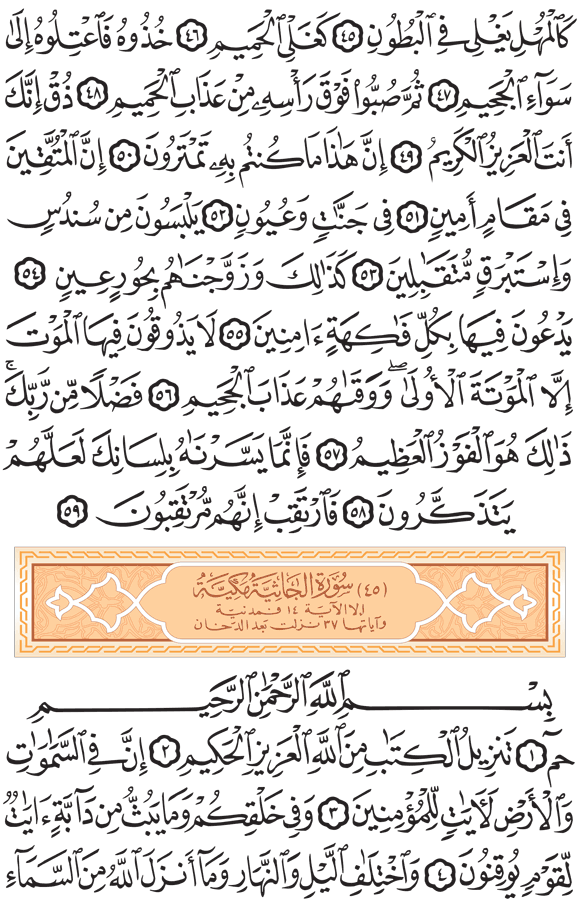 كَٱلْمُهْلِ يَغْلِى فِى ٱلْبُطُونِ ٤٥ كَغَلْىِ ٱلْحَمِيمِ ٤٦ خُذُوهُ فَٱعْتِلُوهُ إِلَىٰ
سَوَآءِ ٱلْجَحِيمِ ٤٧ ثُمَّ صُبُّوا۟ فَوْقَ رَأْسِهِۦ مِنْ عَذَابِ ٱلْحَمِيمِ ٤٨ ذُقْ إِنَّكَ
أَنتَ ٱلْعَزِيزُ ٱلْكَرِيمُ ٤٩ إِنَّ هَٰذَا مَا كُنتُم بِهِۦ تَمْتَرُونَ ٥٠ إِنَّ ٱلْمُتَّقِينَ
فِى مَقَامٍ أَمِينٍ ٥١ فِى جَنَّٰتٍ وَعُيُونٍ ٥٢ يَلْبَسُونَ مِن سُندُسٍ
وَإِسْتَبْرَقٍ مُّتَقَٰبِلِينَ ٥٣ كَذَٰلِكَ وَزَوَّجْنَٰهُم بِحُورٍ عِينٍ ٥٤
يَدْعُونَ فِيهَا بِكُلِّ فَٰكِهَةٍ ءَامِنِينَ ٥٥ لَا يَذُوقُونَ فِيهَا ٱلْمَوْتَ
إِلَّا ٱلْمَوْتَةَ ٱلْأُولَىٰ ۖ وَوَقَىٰهُمْ عَذَابَ ٱلْجَحِيمِ ٥٦ فَضْلًا مِّن رَّبِّكَ ۚ
ذَٰلِكَ هُوَ ٱلْفَوْزُ ٱلْعَظِيمُ ٥٧ فَإِنَّمَا يَسَّرْنَٰهُ بِلِسَانِكَ لَعَلَّهُمْ
يَتَذَكَّرُونَ ٥٨ فَٱرْتَقِبْ إِنَّهُم مُّرْتَقِبُونَ ٥٩
(٤٥) سُورَةُ الجَاثِيَةِ مَكِّيَّة
إلا الآية ١٤ فمدنية
وآياتها ٣٧ نزلت بعد الدخان
بِسْمِ ٱللَّهِ ٱلرَّحْمَٰنِ ٱلرَّحِيمِ
حمٓ ١ تَنزِيلُ ٱلْكِتَٰبِ مِنَ ٱللَّهِ ٱلْعَزِيزِ ٱلْحَكِيمِ ٢ إِنَّ فِى ٱلسَّمَٰوَٰتِ
وَٱلْأَرْضِ لَءَايَٰتٍ لِّلْمُؤْمِنِينَ ٣ وَفِى خَلْقِكُمْ وَمَا يَبُثُّ مِن دَآبَّةٍ ءَايَٰتٌ
لِّقَوْمٍ يُوقِنُونَ ٤ وَٱخْتِلَٰفِ ٱلَّيْلِ وَٱلنَّهَارِ وَمَآ أَنزَلَ ٱللَّهُ مِنَ ٱلسَّمَآءِ